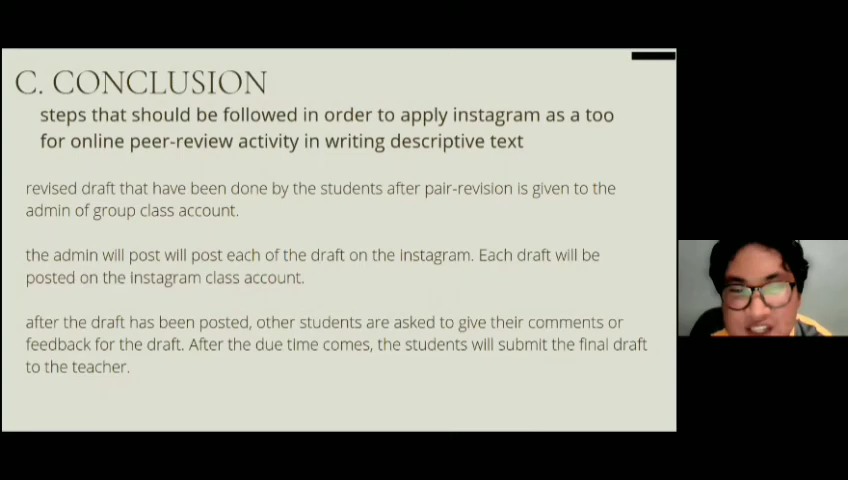 C. CONCLUSION
steps that should be followed in order to apply instagram as a too
for online peer-review activity in writing descriptive text
revised draft that have been done by the students after pair-revision is given to the
admin of group class account.
the admin will post will post each of the draft on the instagram. Each draft will be
posted on the instagram class account.
after the draft has been posted, other students are asked to give their comments or
feedback for the draft. After the due time comes, the students will submit the final draft
to the teacher.